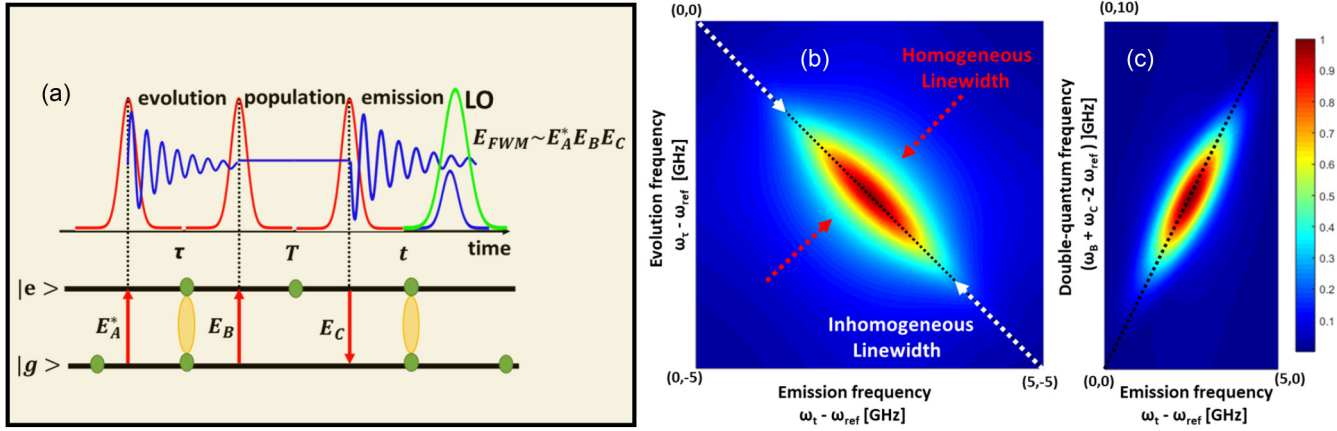 (a)
evolution population emission LO
E_FWM~E_A^*E_BE_C
τ T t time
|e >
E_A^* E_B E_C
|g >
(0,0)
(b)
Homogeneous
Linewidth
Evolution frequency
ω_τ - ω_ref [GHz]
Inhomogeneous
Linewidth
(0,-5)
(5,-5)
Emission frequency
ω_t - ω_ref [GHz]
(0,10)
(c)
Double-quantum frequency
(ω_B + ω_C -2 ω_ref ) ]GHz)
(0,0)
(5,0)
Emission frequency
ω_t - ω_ref [GHz]
1
0.9
0.8
0.7
0.6
0.5
0.4
0.3
0.2
0.1